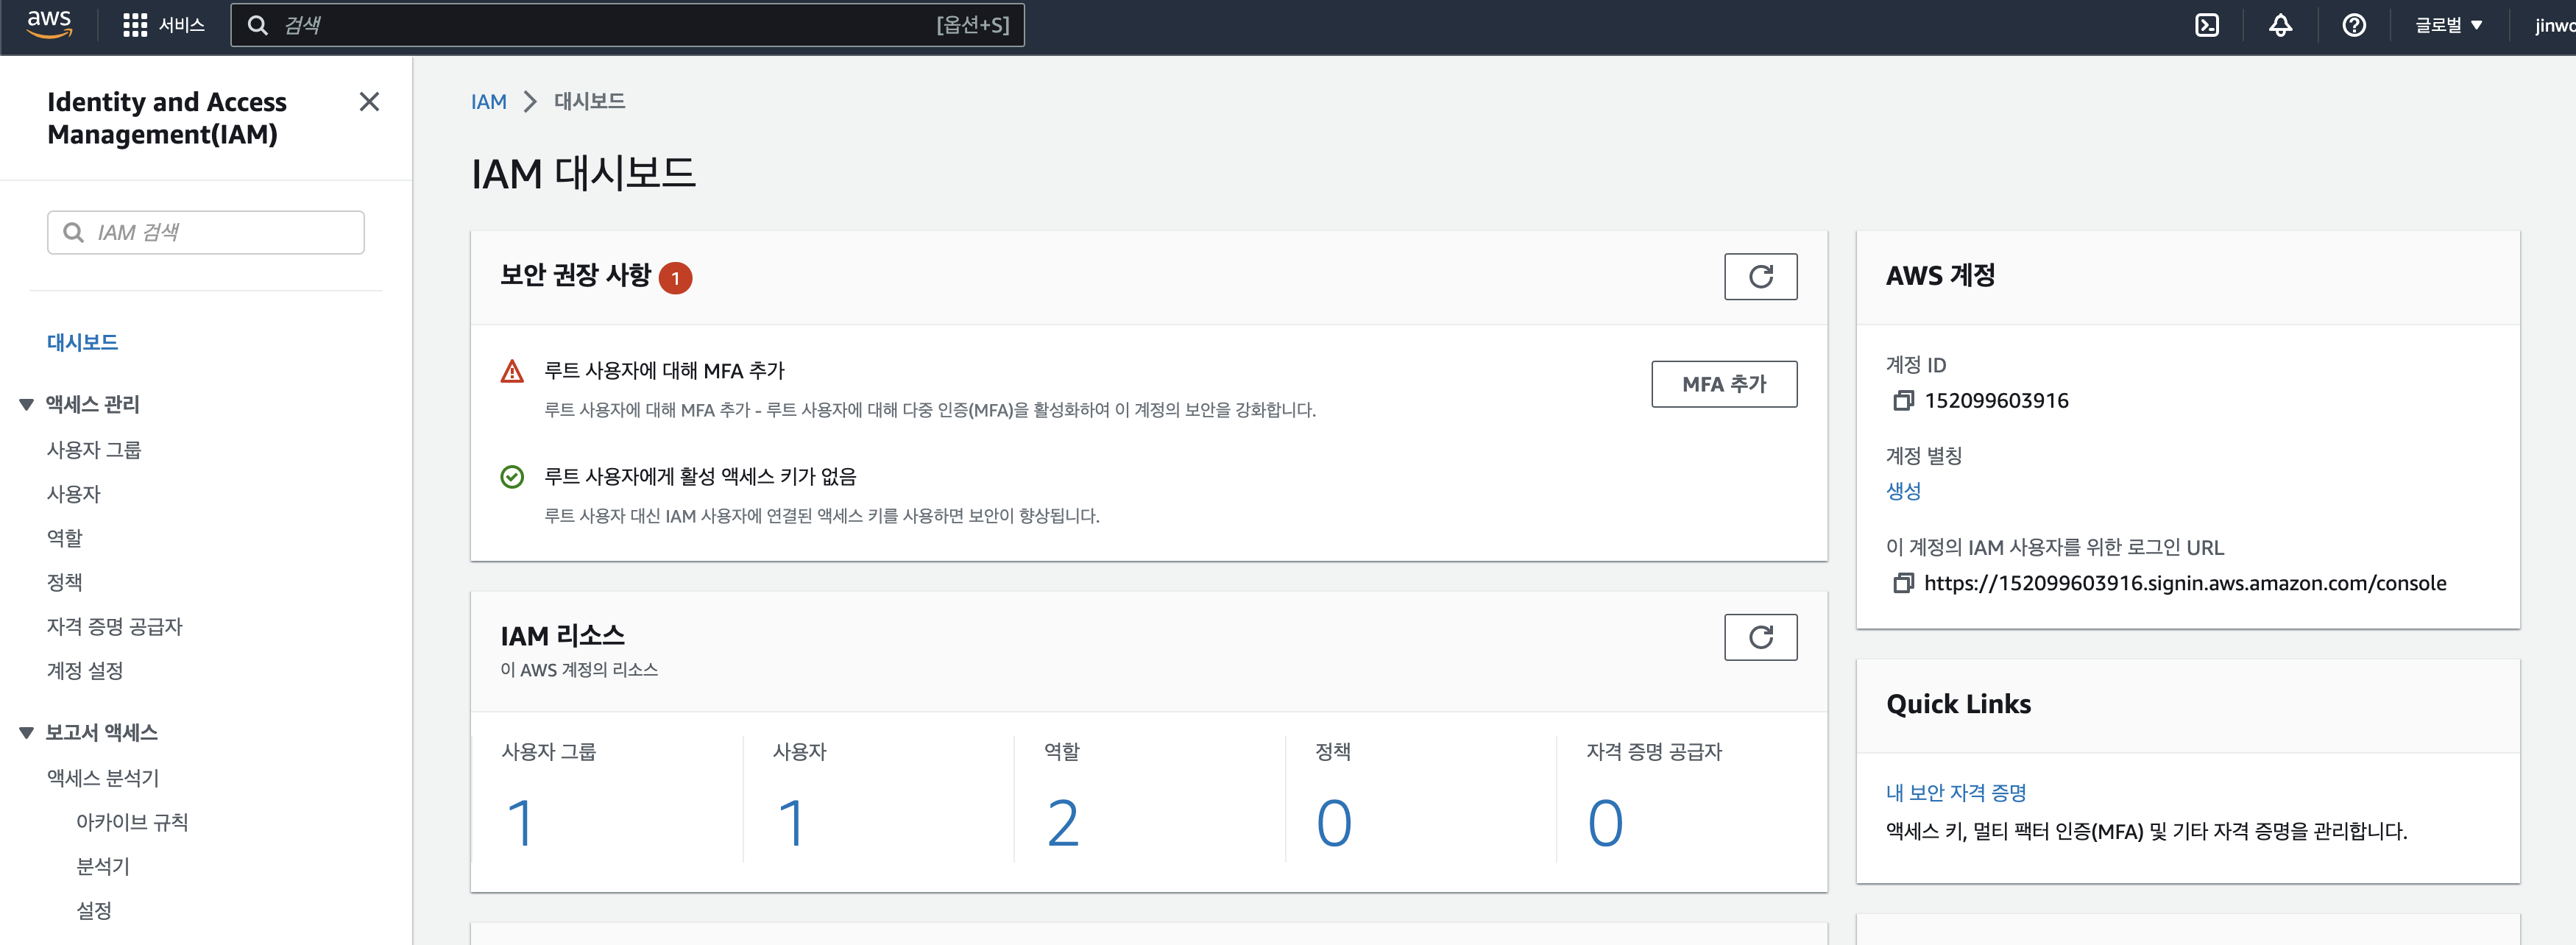 aws
서비스
검색
[옵션+S]
글로벌
jinwo
Identity and Access
Management(IAM)
IAM 검색
대시보드
액세스 관리
사용자 그룹
사용자
역할
정책
자격 증명 공급자
계정 설정
보고서 액세스
액세스 분석기
아카이브 규칙
분석기
설정
IAM
대시보드
IAM 대시보드
보안 권장 사항 1
루트 사용자에 대해 MFA 추가
루트 사용자에 대해 MFA 추가 - 루트 사용자에 대해 다중 인증(MFA)을 활성화하여 이 계정의 보안을 강화합니다.
MFA 추가
루트 사용자에게 활성 액세스 키가 없음
루트 사용자 대신 IAM 사용자에 연결된 액세스 키를 사용하면 보안이 향상됩니다.
IAM 리소스
이 AWS 계정의 리소스
사용자 그룹
1
사용자
1
역할
2
정책
0
자격 증명 공급자
0
AWS 계정
계정 ID
152099603916
계정 별칭
생성
이 계정의 IAM 사용자를 위한 로그인 URL
https://152099603916.signin.aws.amazon.com/console
Quick Links
내 보안 자격 증명
액세스 키, 멀티 팩터 인증(MFA) 및 기타 자격 증명을 관리합니다.